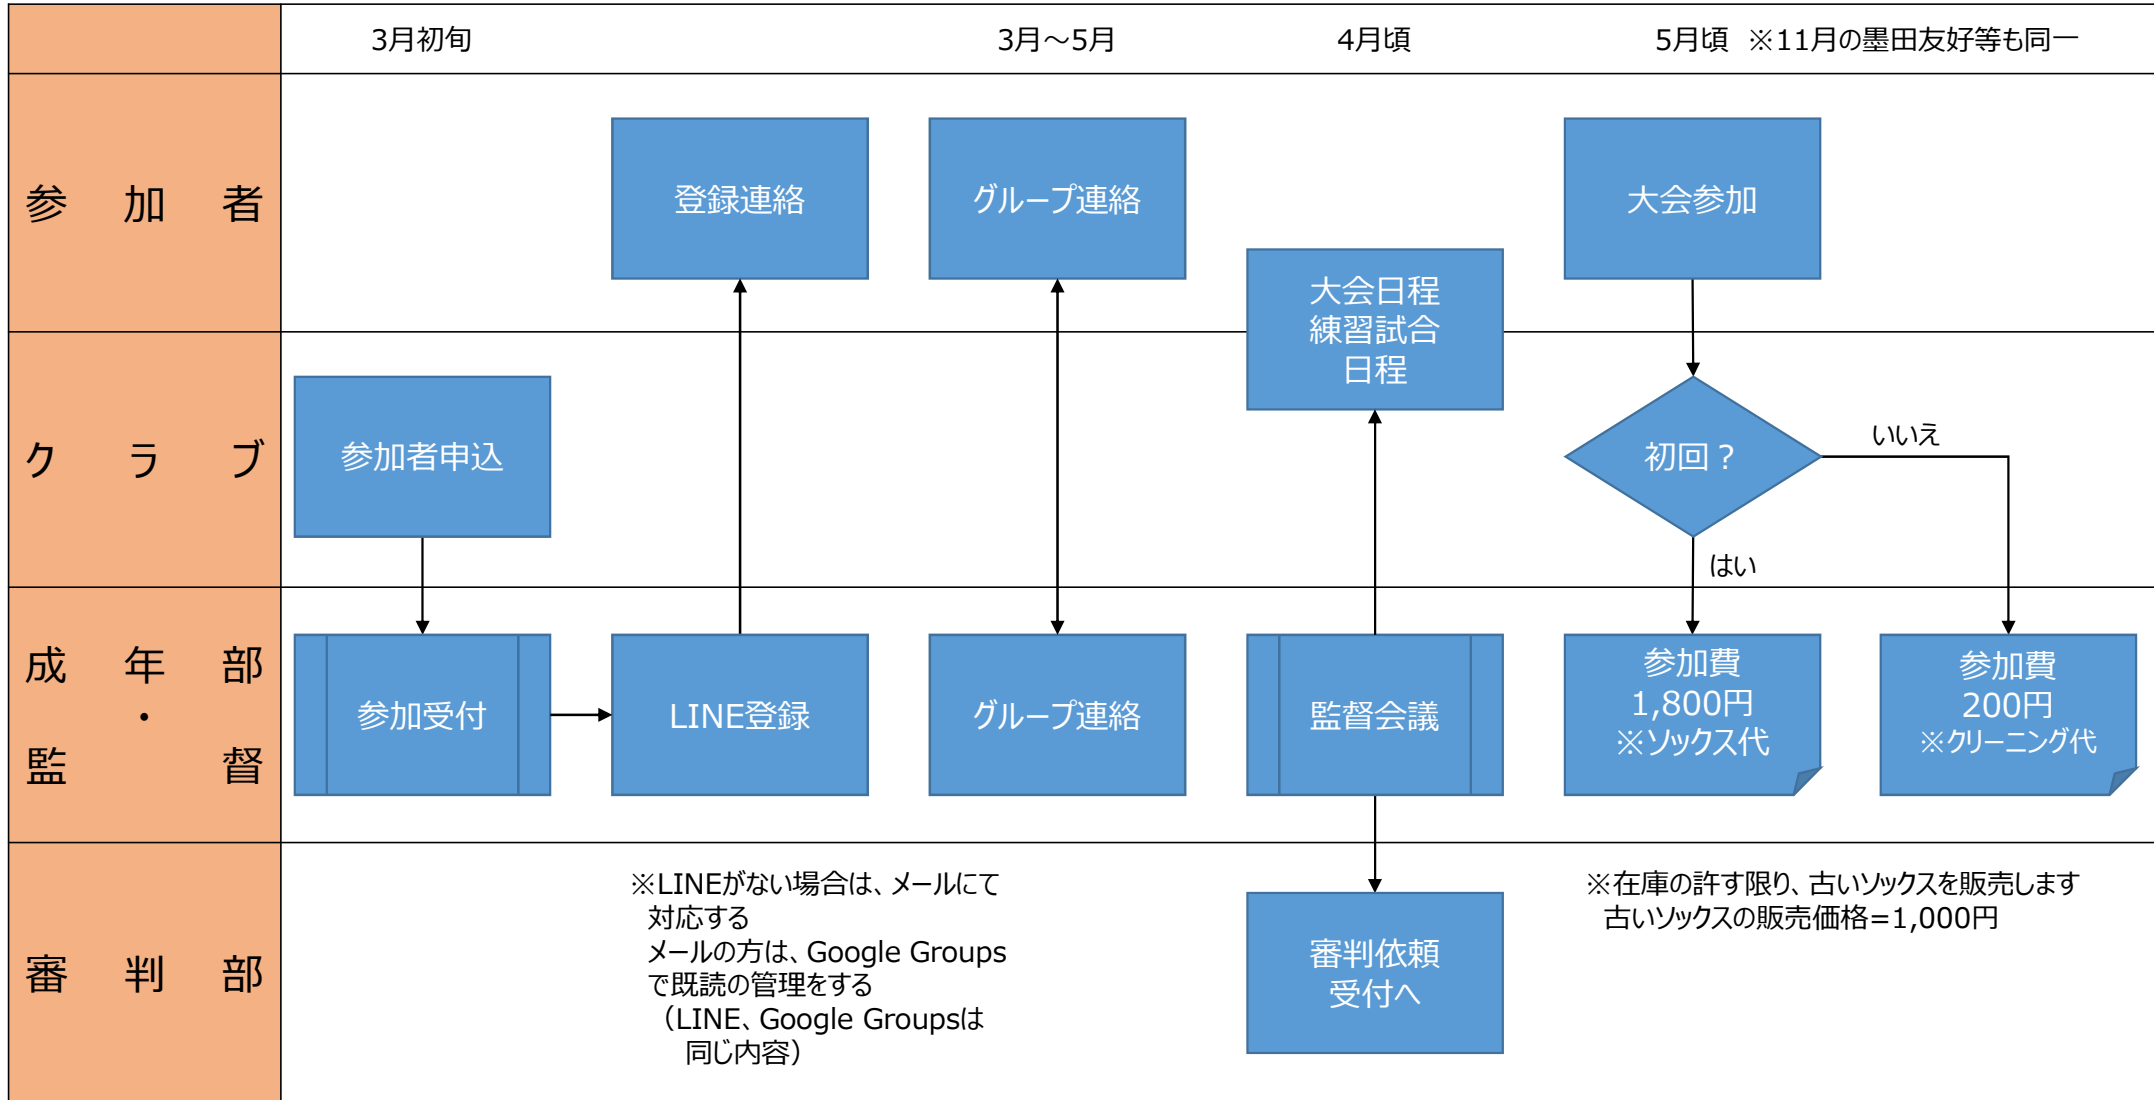 3月初旬
3月～5月
4月頃
5月頃 ※11月の墨田友好等も同一
参加者
登録連絡
グループ連絡
大会参加
大会日程
練習試合
日程
クラブ
参加者申込
初回？
いいえ
はい
成年部
・
監督
参加受付
LINE登録
グループ連絡
監督会議
参加費
1,800円
※ソックス代
参加費
200円
※クリーニング代
審判部
※LINEがない場合は、メールにて
対応する
メールの方は、Google Groups
で既読の管理をする
（LINE、Google Groupsは
同じ内容）
審判依頼
受付へ
※在庫の許す限り、古いソックスを販売します
古いソックスの販売価格=1,000円